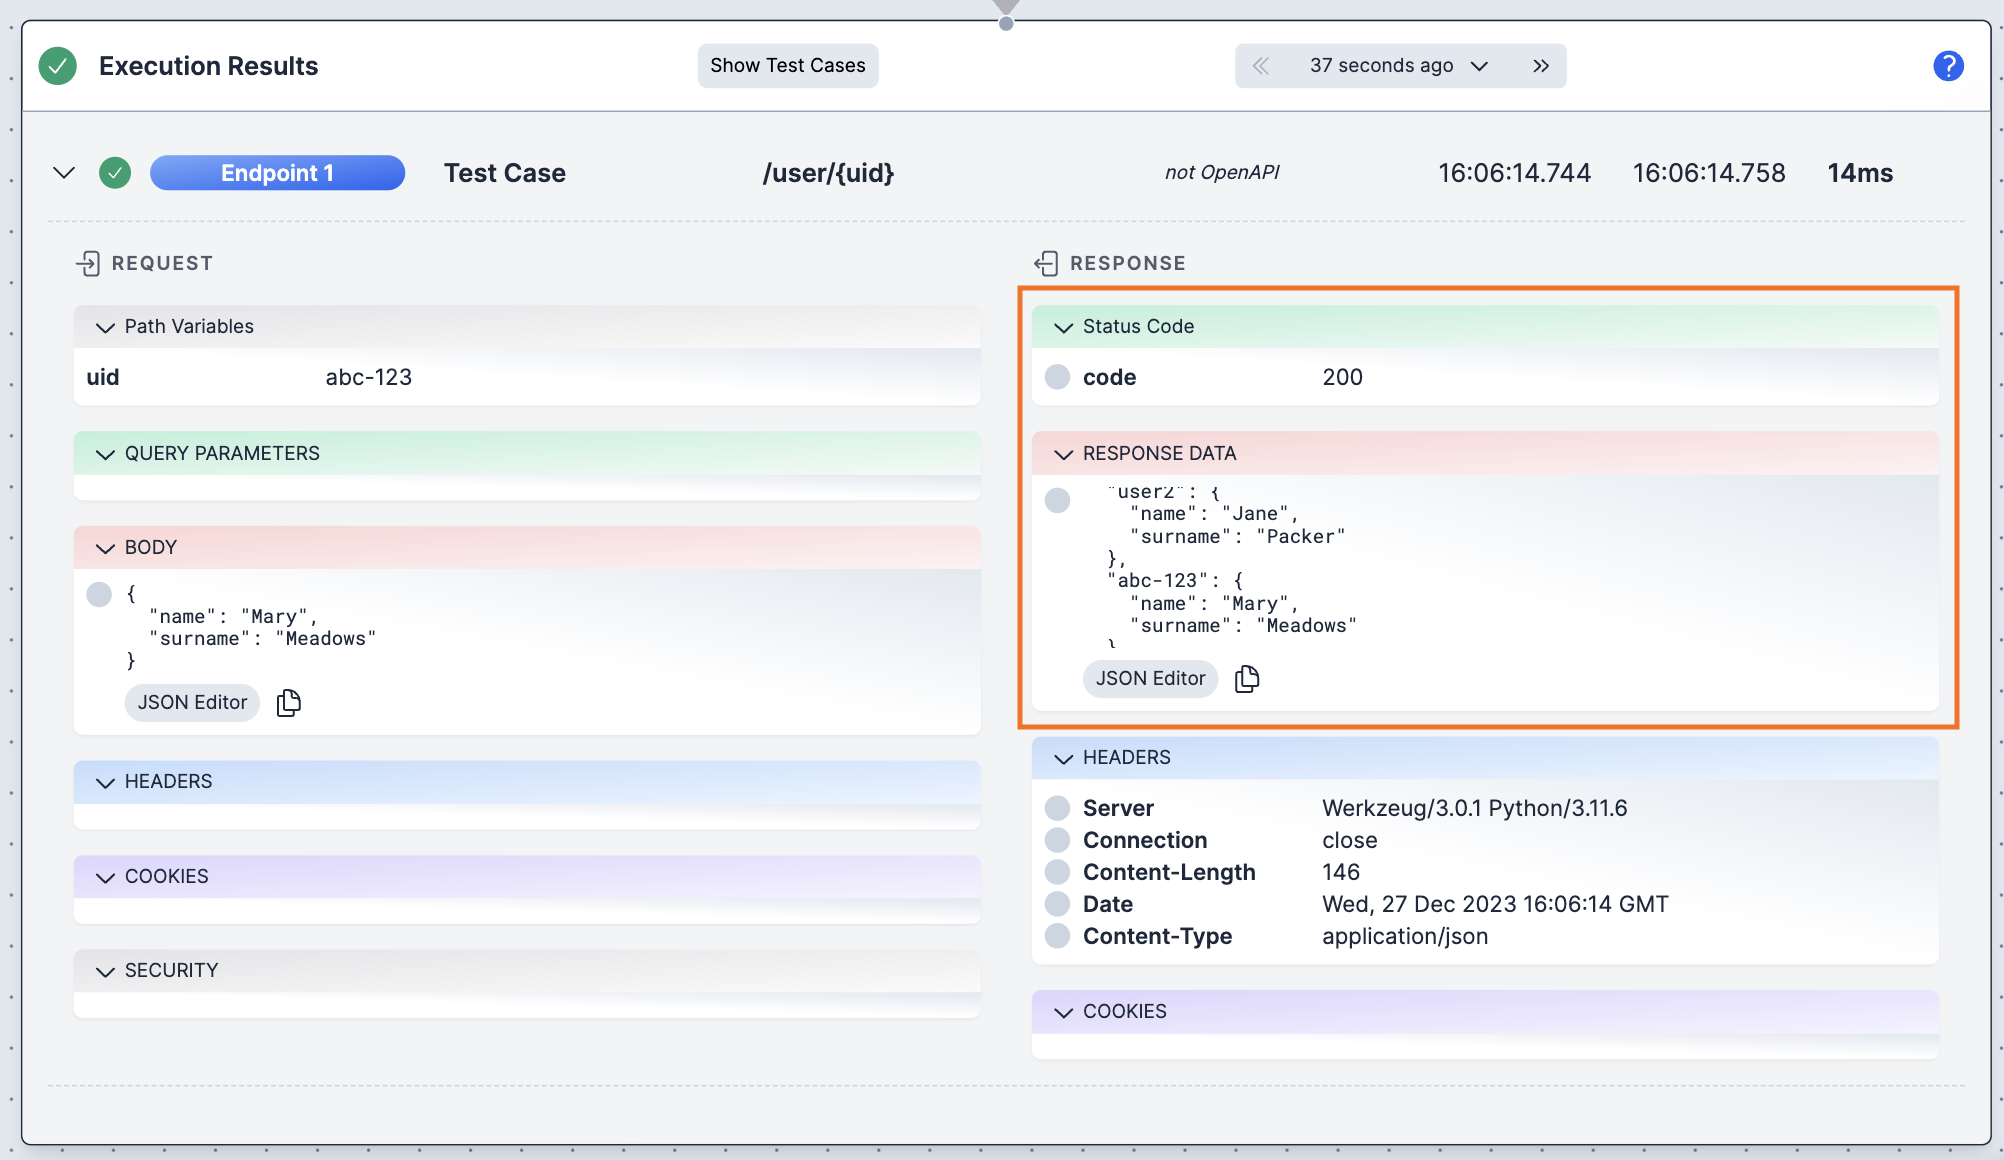 Execution Results
Show Test Cases
37 seconds ago
?
Endpoint 1 Test Case /user/{uid} not OpenAPI 16:06:14.744 16:06:14.758 14ms
REQUEST
Path Variables
uid abc-123
QUERY PARAMETERS
BODY
{
"name": "Mary",
"surname": "Meadows"
}
JSON Editor
HEADERS
COOKIES
SECURITY
RESPONSE
Status Code
code 200
RESPONSE DATA
"user2": {
"name": "Jane",
"surname": "Packer"
},
"abc-123": {
"name": "Mary",
"surname": "Meadows"
}
JSON Editor
HEADERS
Server Werkzeug/3.0.1 Python/3.11.6
Connection close
Content-Length 146
Date Wed, 27 Dec 2023 16:06:14 GMT
Content-Type application/json
COOKIES